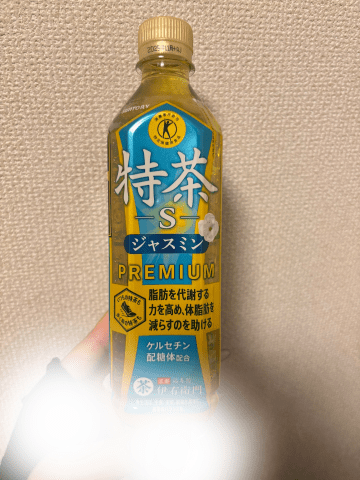 SUNTORY
特茶
S
ジャスミン
PREMIUM
脂肪を代謝する
力を高め、体脂肪を
減らすのを助ける
ケルセチン
配糖体配合
茶
伊右衛門